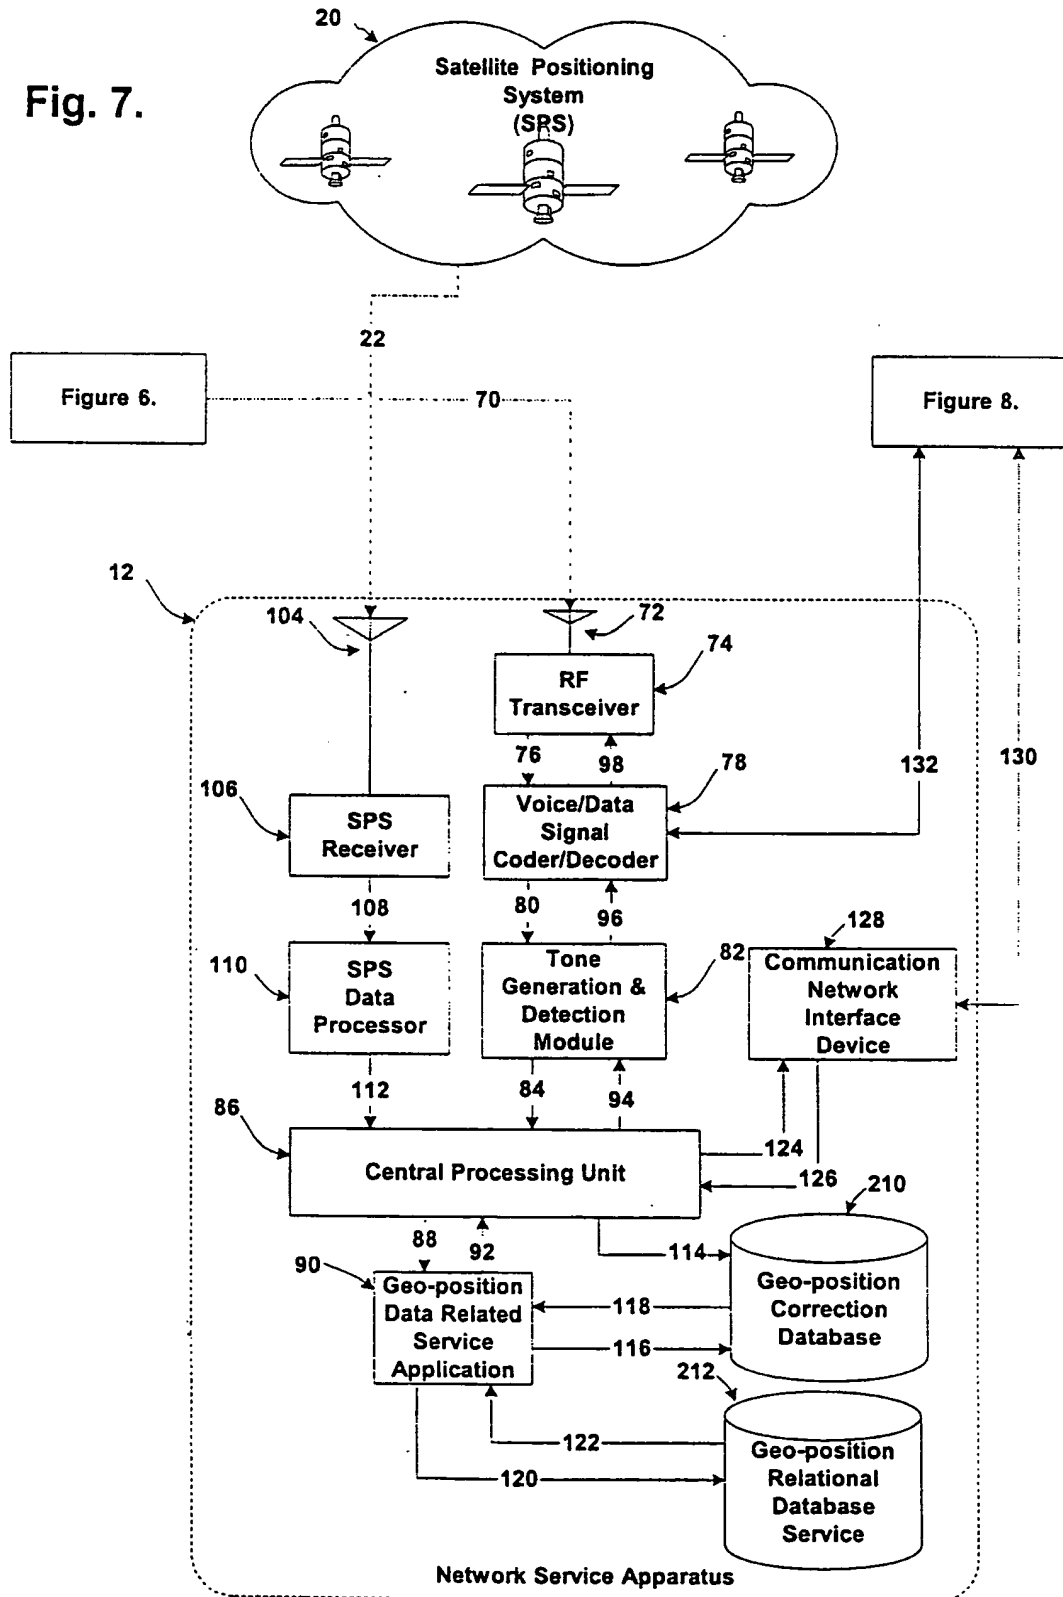 20
Fig. 7.
Satellite Positioning
System
(SPS)
22
Figure 6.
70
Figure 8.
12
104
72
74
RF
Transceiver
76
98
78
132
130
106
SPS
Receiver
Voice/Data
Signal
Coder/Decoder
108
80
96
128
110
SPS
Data
Processor
Tone
Generation &
Detection
Module
82
Communication
Network
Interface
Device
112
84
94
86
Central Processing Unit
124
126
210
88
92
114
90
Geo-position
Data Related
Service
Application
118
116
Geo-position
Correction
Database
212
122
120
Geo-position
Relational
Database
Service
Network Service Apparatus